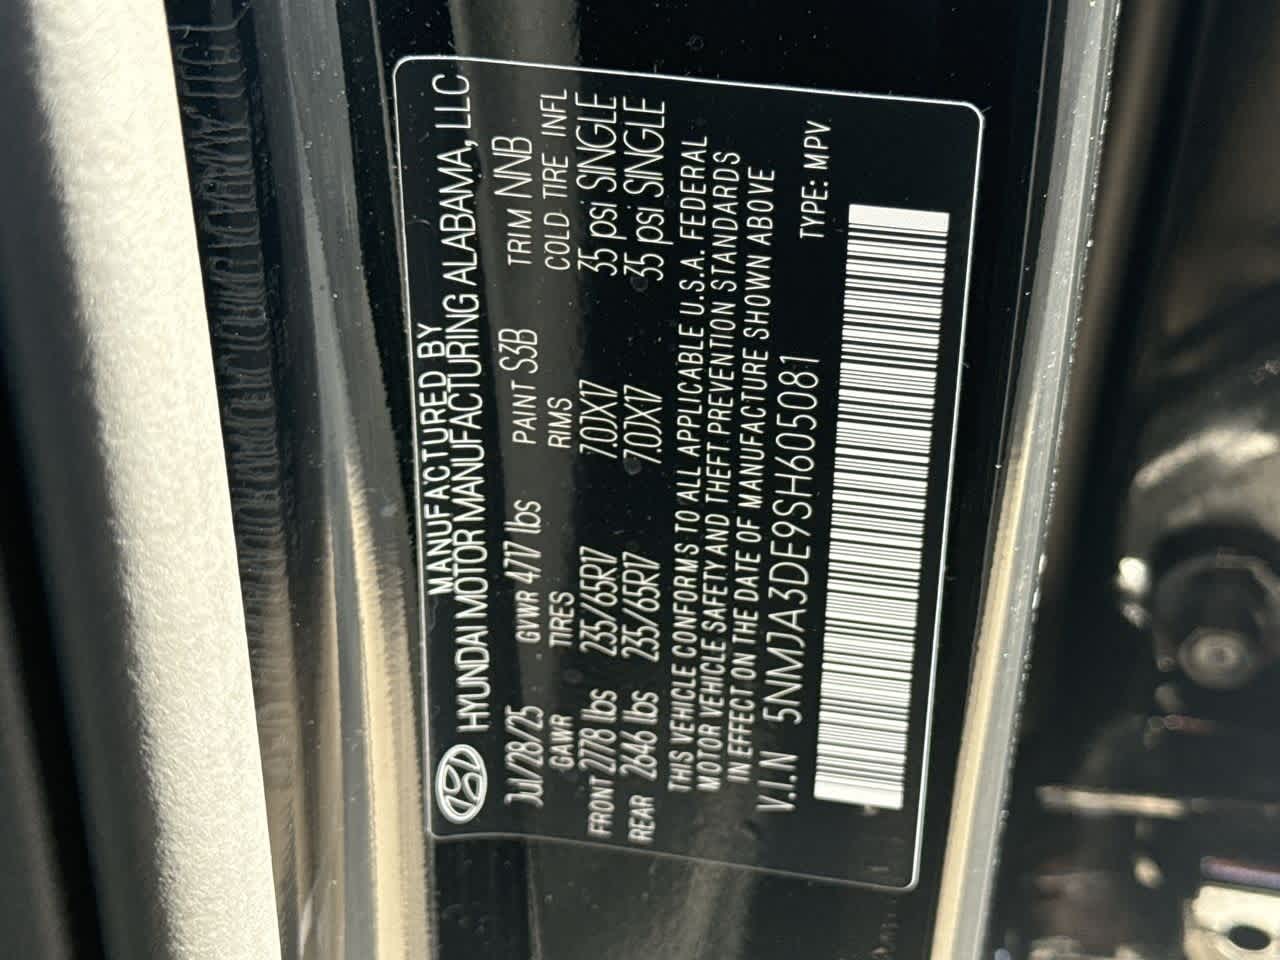 MANUFACTURED BY
HYUNDAI MOTOR MANUFACTURING ALABAMA, LLC
Jul/28/25 GVWR 4717 lbs PAINT S3B TRIM NNB
GAWR TIRES RIMS COLD TIRE INFL
FRONT 2778 lbs 235/65R17 7.0JX17 35 psi SINGLE
REAR 2646 lbs 235/65R17 7.0JX17 35 psi SINGLE
THIS VEHICLE CONFORMS TO ALL APPLICABLE U.S.A. FEDERAL
MOTOR VEHICLE SAFETY AND THEFT PREVENTION STANDARDS
IN EFFECT ON THE DATE OF MANUFACTURE SHOWN ABOVE
V.I.N 5NMJA3DE9SH605081 TYPE: MPV